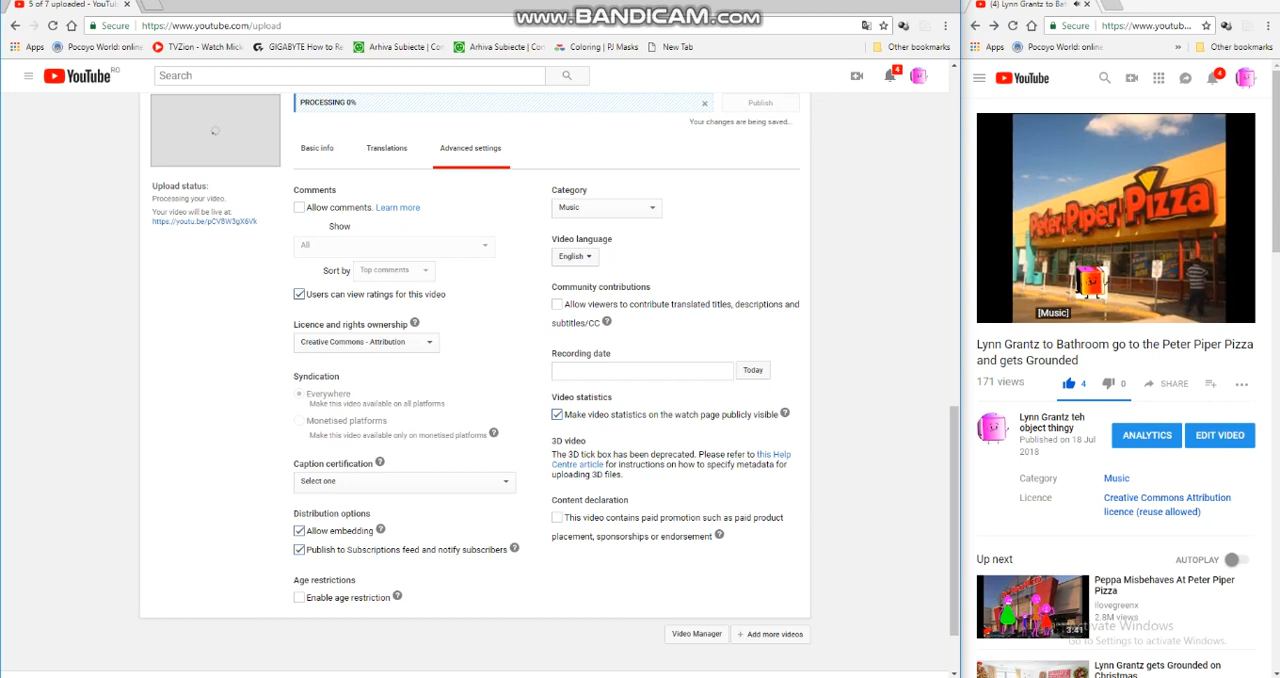 www.BANDICAM.com
5 of 7 uploaded - YouTu
Secure
https://www.youtube.com/upload
Apps
Pocoyo World: online
TVZion - Watch Mick
GIGABYTE How to Re
Arhiva Subiecte | Con
Arhiva Subiecte | Con
Coloring | PJ Masks
New Tab
Other bookmarks
YouTube RO
Search
4
PROCESSING 0%
Publish
Your changes are being saved...
Basic info
Translations
Advanced settings
Upload status:
Processing your video.
Your video will be live at:
https://youtu.be/pCV8W3gX6Vk
Comments
Allow comments. Learn more
Show
All
Sort by
Top comments
Users can view ratings for this video
Licence and rights ownership
Creative Commons - Attribution
Syndication
Everywhere
Make this video available on all platforms
Monetised platforms
Make this video available only on monetised platforms
Caption certification
Select one
Distribution options
Allow embedding
Publish to Subscriptions feed and notify subscribers
Age restrictions
Enable age restriction
Category
Music
Video language
English
Community contributions
Allow viewers to contribute translated titles, descriptions and
subtitles/CC
Recording date
Today
Video statistics
Make video statistics on the watch page publicly visible
3D video
The 3D tick box has been deprecated. Please refer to this Help
Centre article for instructions on how to specify metadata for
uploading 3D files.
Content declaration
This video contains paid promotion such as paid product
placement, sponsorships or endorsement
Video Manager
Add more videos
(4) Lynn Grantz to Bat
Secure
https://www.youtub...
Apps
Pocoyo World: online
»
Other bookmarks
YouTube
4
Peter Piper Pizza
[Music]
Lynn Grantz to Bathroom go to the Peter Piper Pizza
and gets Grounded
171 views
4
0
SHARE
Lynn Grantz teh
object thingy
Published on 18 Jul
2018
ANALYTICS
EDIT VIDEO
Category
Music
Licence
Creative Commons Attribution
licence (reuse allowed)
Up next
AUTOPLAY
Peppa Misbehaves At Peter Piper
Pizza
Ilovegreenx
2.8M views
3:41
Activate Windows
Go to Settings to activate Windows.
Lynn Grantz gets Grounded on
Christmas